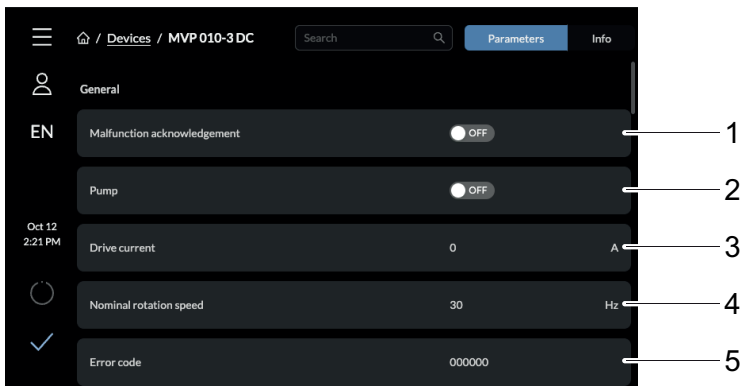 / Devices / MVP 010-3 DC Search Parameters Info
General
EN
Malfunction acknowledgement OFF 1
Pump OFF 2
Oct 12
2:21 PM
Drive current 0 A 3
Nominal rotation speed 30 Hz 4
Error code 000000 5